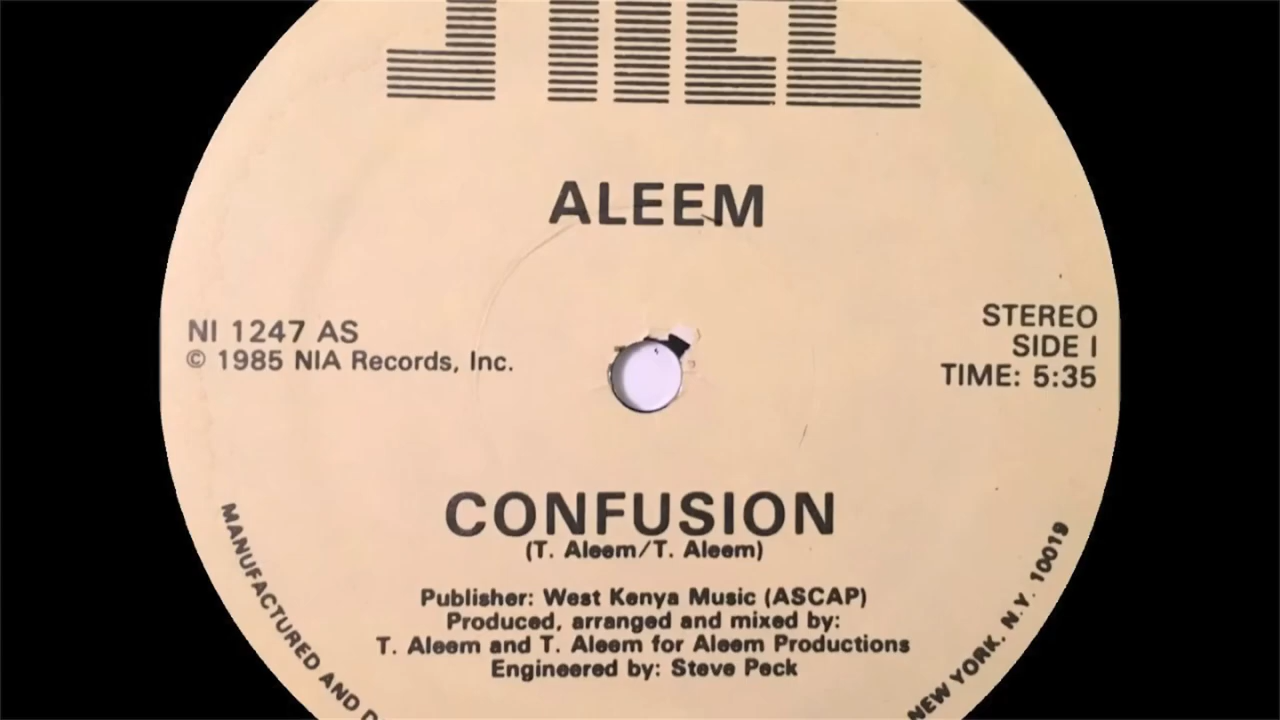 ALEEM
NI 1247 AS
© 1985 NIA Records, Inc.
STEREO
SIDE I
TIME: 5:35
CONFUSION
(T. Aleem/T. Aleem)
Publisher: West Kenya Music (ASCAP)
Produced, arranged and mixed by:
T. Aleem and T. Aleem for Aleem Productions
Engineered by: Steve Peck
MANUFACTURED AND
NEW YORK, N.Y. 10019